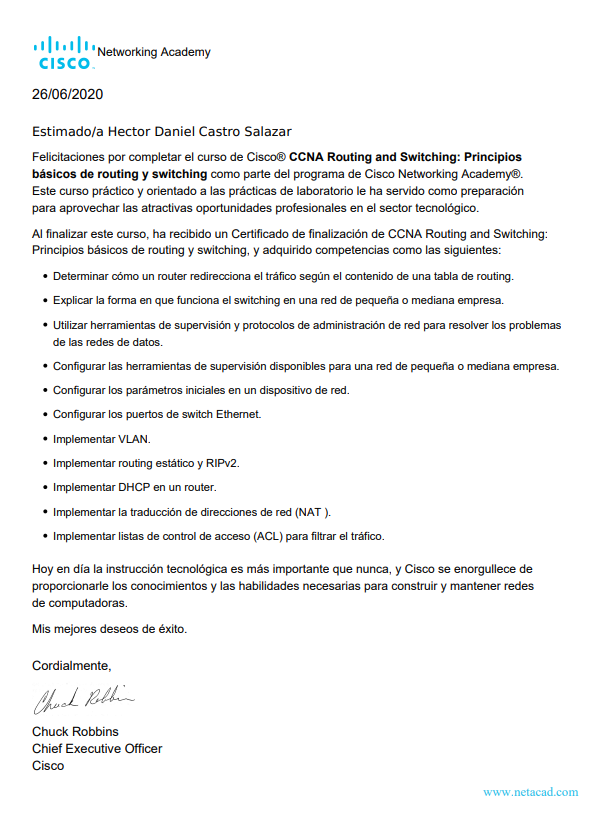 CISCO Networking Academy
26/06/2020
Estimado/a Hector Daniel Castro Salazar
Felicitaciones por completar el curso de Cisco® CCNA Routing and Switching: Principios
básicos de routing y switching como parte del programa de Cisco Networking Academy®.
Este curso práctico y orientado a las prácticas de laboratorio le ha servido como preparación
para aprovechar las atractivas oportunidades profesionales en el sector tecnológico.
Al finalizar este curso, ha recibido un Certificado de finalización de CCNA Routing and Switching:
Principios básicos de routing y switching, y adquirido competencias como las siguientes:
• Determinar cómo un router redirecciona el tráfico según el contenido de una tabla de routing.
• Explicar la forma en que funciona el switching en una red de pequeña o mediana empresa.
• Utilizar herramientas de supervisión y protocolos de administración de red para resolver los problemas
de las redes de datos.
• Configurar las herramientas de supervisión disponibles para una red de pequeña o mediana empresa.
• Configurar los parámetros iniciales en un dispositivo de red.
• Configurar los puertos de switch Ethernet.
• Implementar VLAN.
• Implementar routing estático y RIPv2.
• Implementar DHCP en un router.
• Implementar la traducción de direcciones de red (NAT ).
• Implementar listas de control de acceso (ACL) para filtrar el tráfico.
Hoy en día la instrucción tecnológica es más importante que nunca, y Cisco se enorgullece de
proporcionarle los conocimientos y las habilidades necesarias para construir y mantener redes
de computadoras.
Mis mejores deseos de éxito.
Cordialmente,
Chuck Robbins
Chuck Robbins
Chief Executive Officer
Cisco
www.netacad.com